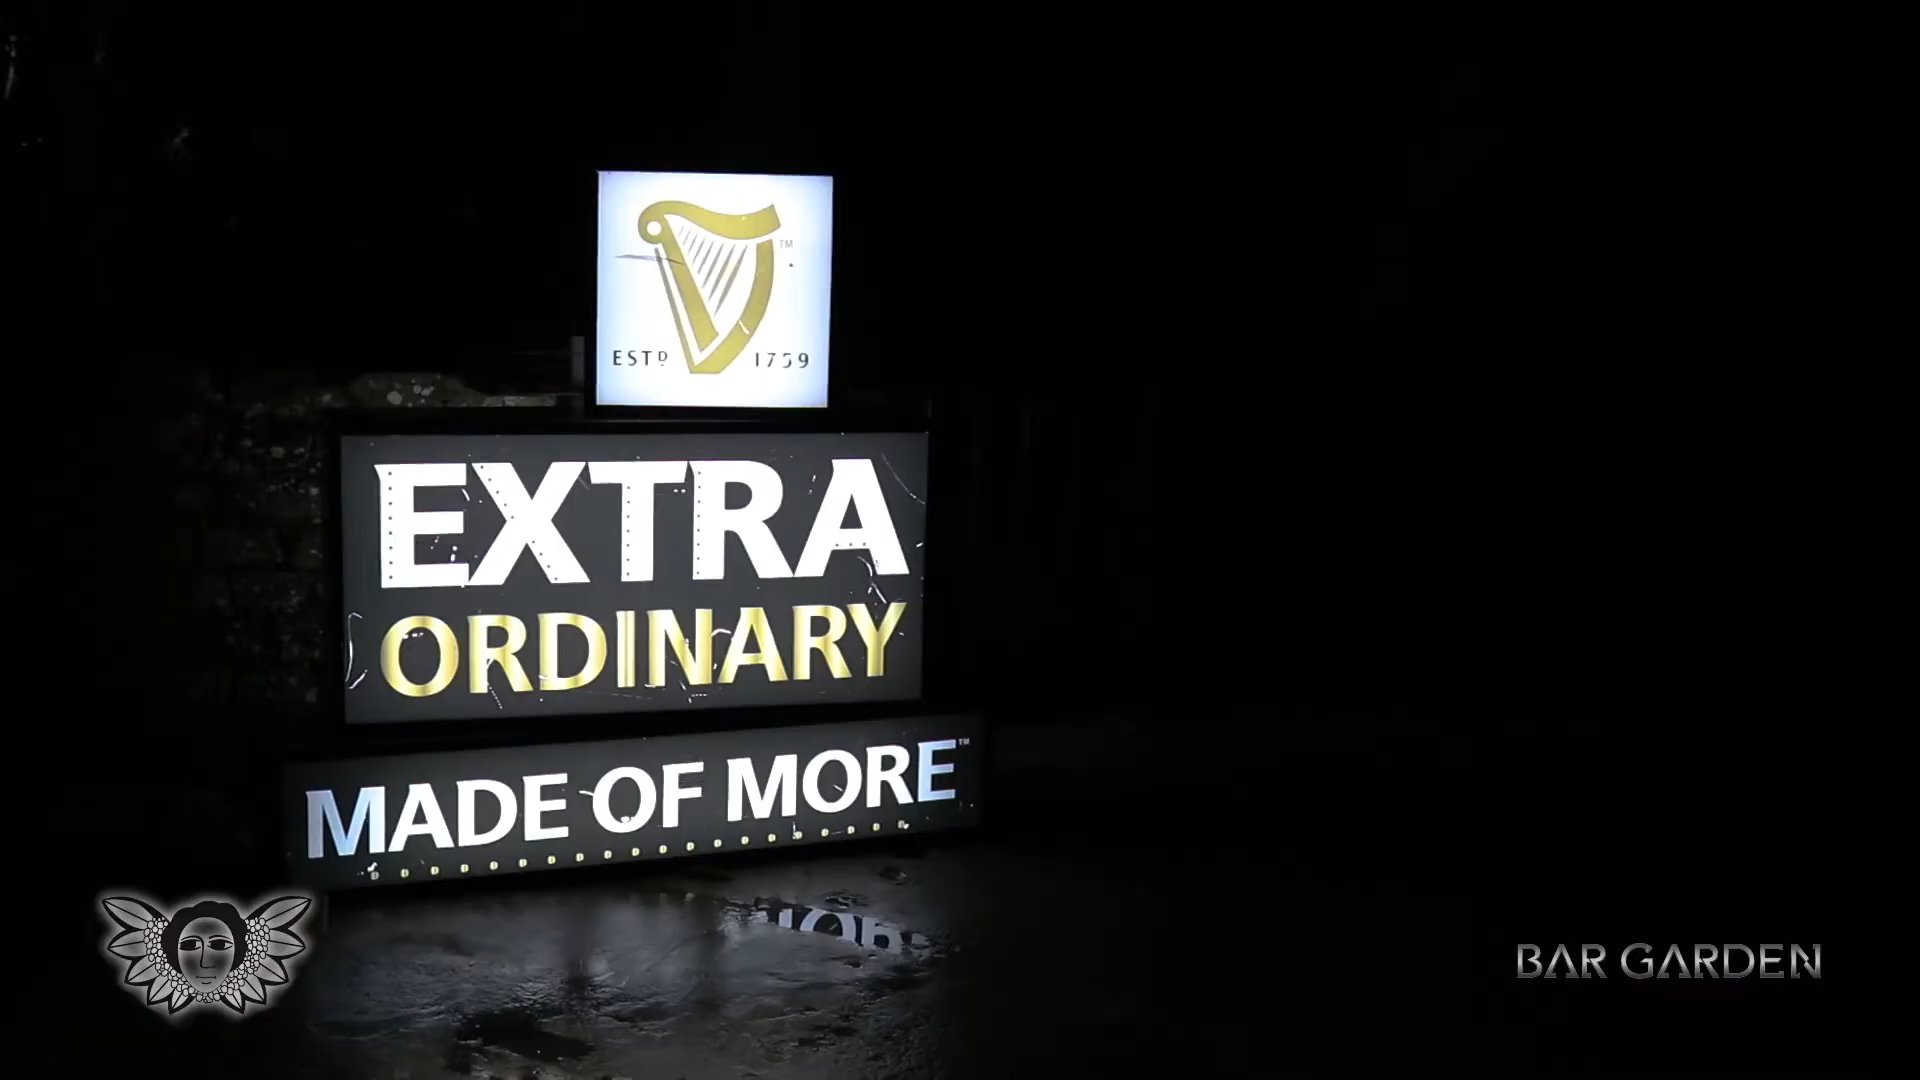 TM
ESTD 1759
EXTRA
ORDINARY
MADE OF MORE™
BAR GARDEN